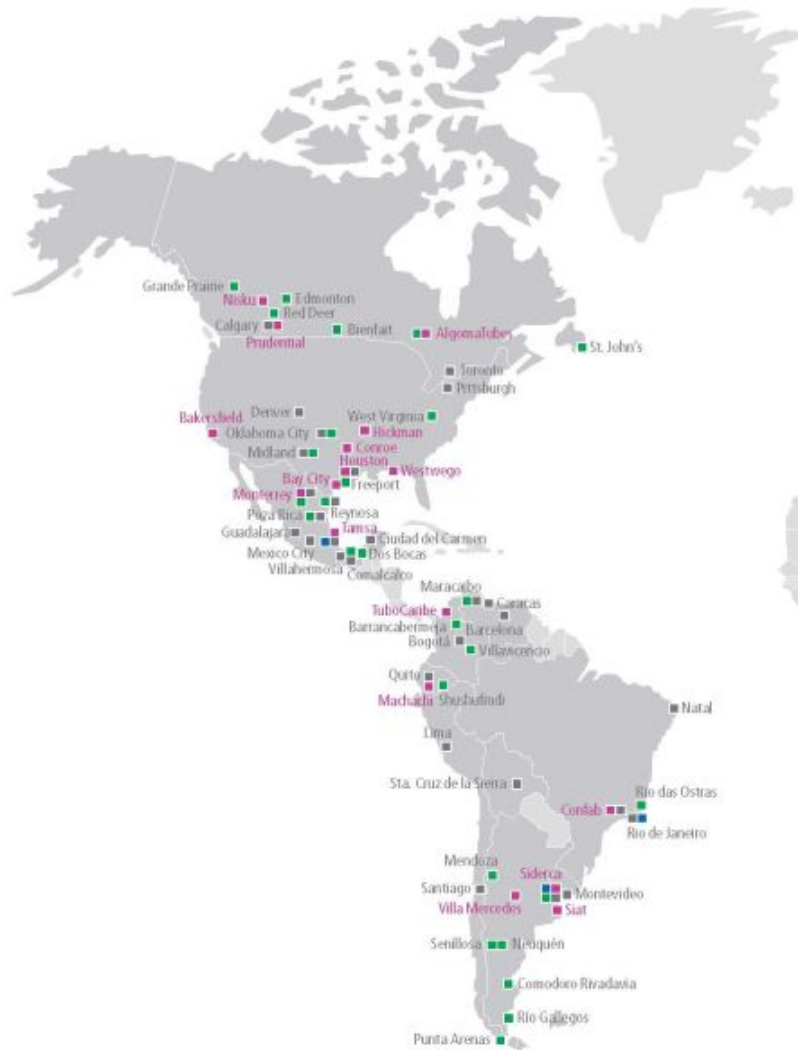 Grande Prairie
Nisku
Edmonton
Red Deer
Calgary
Prudential
Bienfait
AlgomaTubes
St. John's
Toronto
Pittsburgh
Bakersfield
Denver
West Virginia
Oklahoma City
Hickman
Conroe
Midland
Houston
Westwego
Bay City
Freeport
Monterrey
Reynosa
Poza Rica
Tamsa
Guadalajara
Ciudad del Carmen
Mexico City
Dos Bocas
Villahermosa
Comalcalco
Maracaibo
Caracas
TuboCaribe
Barrancabermeja
Barcelona
Bogotá
Villavicencio
Quito
Machachi
Shushufindi
Natal
Lima
Sta. Cruz de la Sierra
Rio das Ostras
Confab
Rio de Janeiro
Mendoza
Siderca
Santiago
Montevideo
Villa Mercedes
Siat
Senillosa
Neuquén
Comodoro Rivadavia
Río Gallegos
Punta Arenas